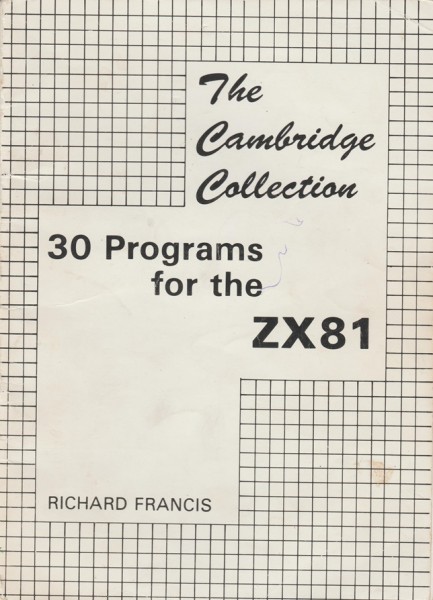 The
Cambridge
Collection
30 Programs
for the
ZX81
RICHARD FRANCIS